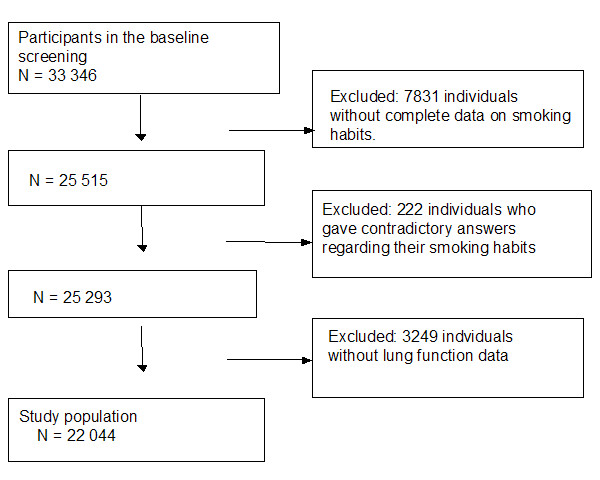 Participants in the baseline
screening
N = 33 346
Excluded: 7831 individuals
without complete data on smoking
habits.
N = 25 515
Excluded: 222 individuals who
gave contradictory answers
regarding their smoking habits
N = 25 293
Excluded: 3249 indviduals
without lung function data
Study population
N = 22 044